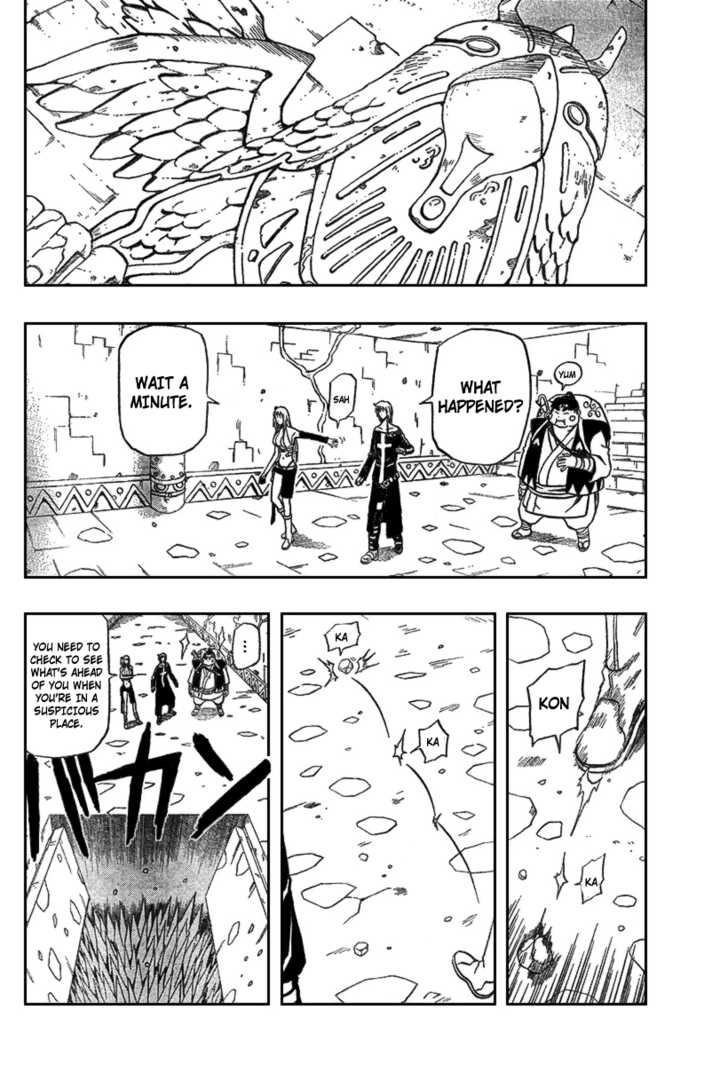 YUM
WHAT
HAPPENED?
SAH
WAIT A
MINUTE.
KON
KA
KA
KA
...
YOU NEED TO
CHECK TO SEE
WHAT'S AHEAD
OF YOU WHEN
YOU'RE IN A
SUSPICIOUS
PLACE.
バカン